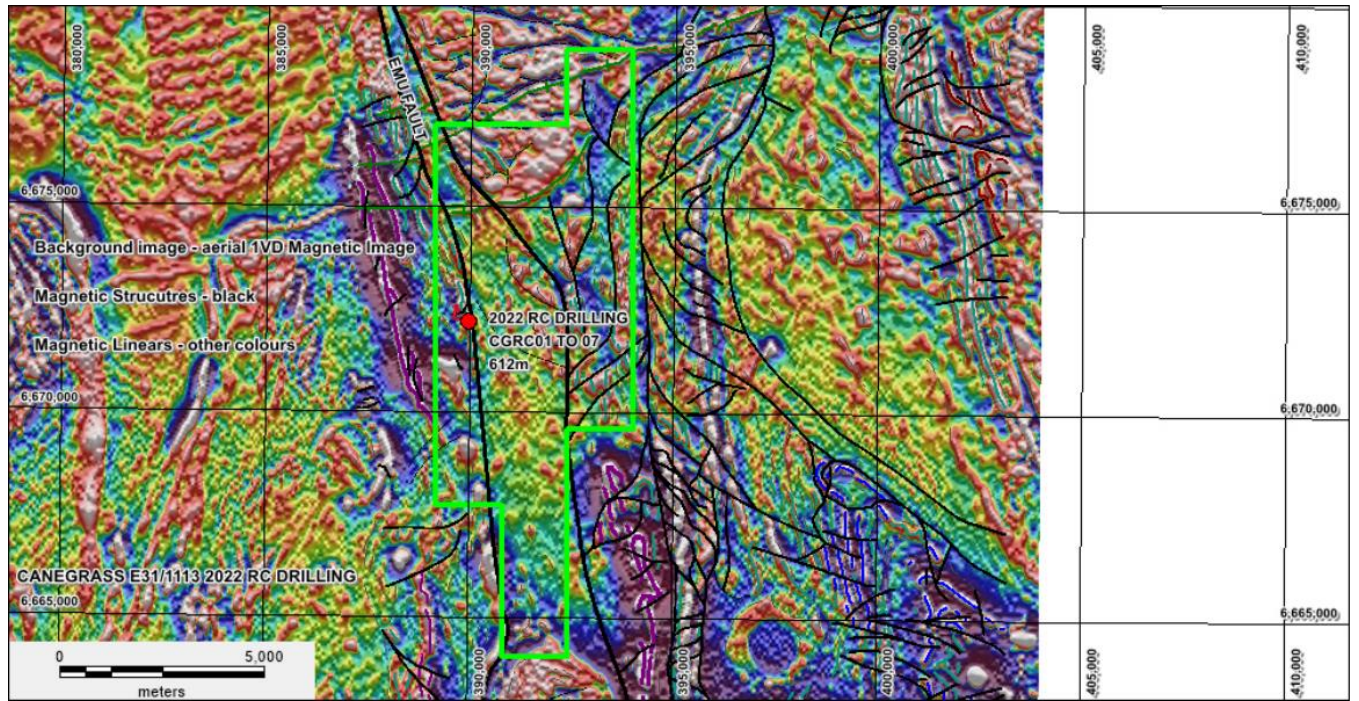 380,000
385,000
390,000
395,000
400,000
405,000
410,000
EMU FAULT
6,675,000
6,675,000
Background image - aerial 1VD Magnetic Image
Magnetic Strucutres - black
Magnetic Linears - other colours
2022 RC DRILLING
CGRC01 TO 07
612m
6,670,000
6,670,000
CANEGRASS E31/1113 2022 RC DRILLING
6,665,000
6,665,000
0
5,000
meters
390,000
395,000
400,000
405,000
410,000